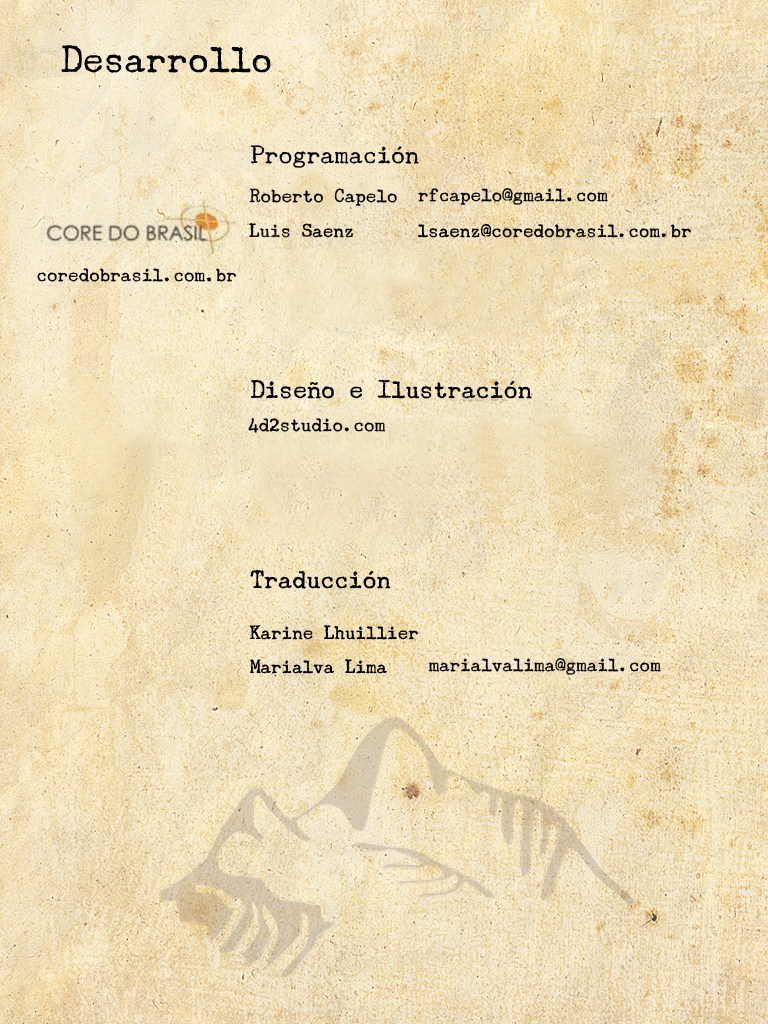 Desarrollo
Programación
Roberto Capelo rfcapelo@gmail.com
CORE DO BRASIL
Luis Saenz lsaenz@coredobrasil.com.br
coredobrasil.com.br
Diseño e Ilustración
4d2studio.com
Traducción
Karine Lhuillier
Marialva Lima marialvalima@gmail.com